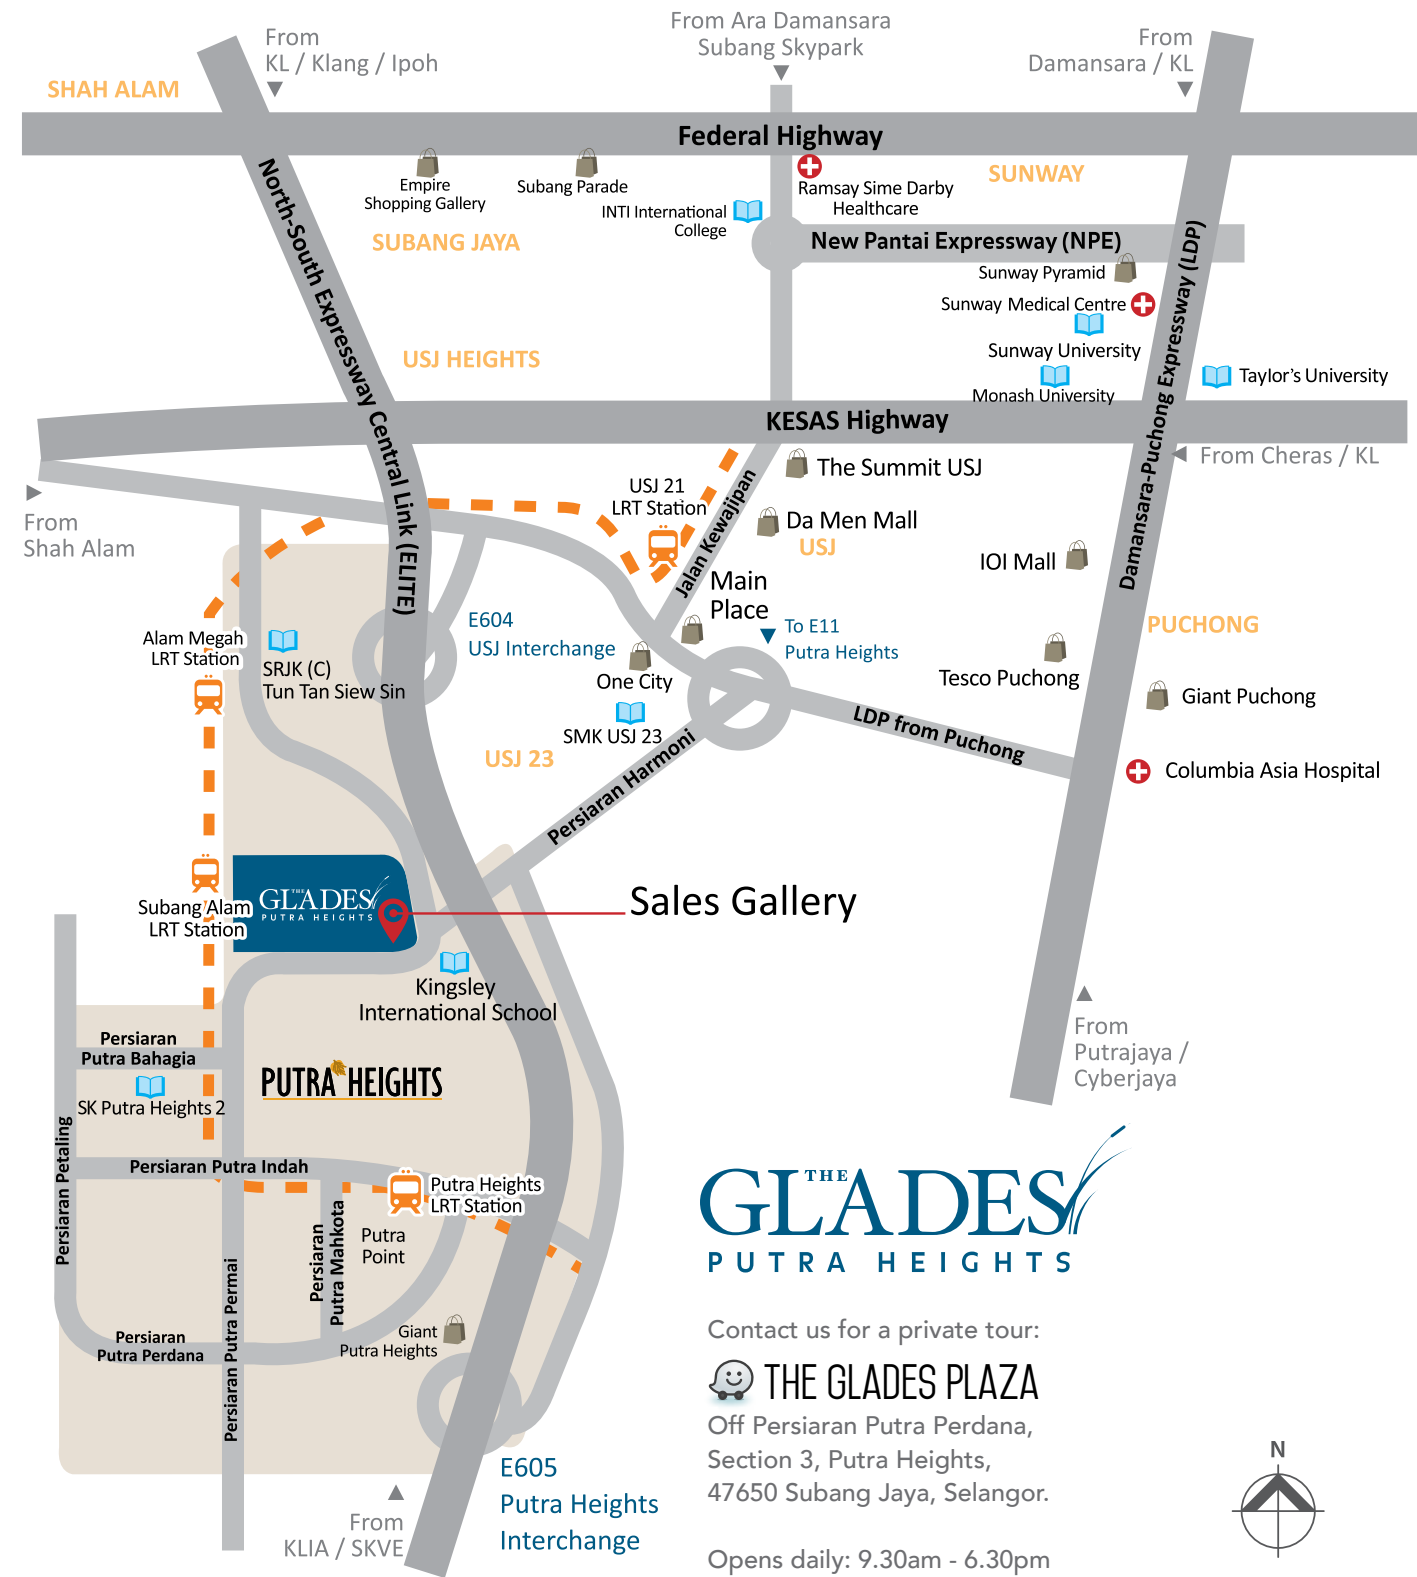 From
KL / Klang / Ipoh
From Ara Damansara
Subang Skypark
From
Damansara / KL
SHAH ALAM
Federal Highway
Empire
Shopping Gallery
Subang Parade
Ramsay Sime Darby
Healthcare
SUNWAY
INTI International
College
SUBANG JAYA
New Pantai Expressway (NPE)
Sunway Pyramid
Sunway Medical Centre
Sunway University
Monash University
Taylor's University
North-South Expressway Central Link (ELITE)
Damansara-Puchong Expressway (LDP)
USJ HEIGHTS
KESAS Highway
From Cheras / KL
The Summit USJ
USJ 21
LRT Station
Jalan Kewajipan
Da Men Mall
USJ
From
Shah Alam
IOI Mall
Main
Place
E604
USJ Interchange
To E11
Putra Heights
PUCHONG
Alam Megah
LRT Station
SRJK (C)
Tun Tan Siew Sin
One City
Tesco Puchong
Giant Puchong
SMK USJ 23
LDP from Puchong
USJ 23
Persiaran Harmoni
Columbia Asia Hospital
THE
GLADES
PUTRA HEIGHTS
Sales Gallery
Subang Alam
LRT Station
Kingsley
International School
From
Putrajaya /
Cyberjaya
Persiaran
Putra Bahagia
PUTRA HEIGHTS
SK Putra Heights 2
Persiaran Petaling
Persiaran Putra Indah
Putra Heights
LRT Station
Persiaran
Putra Mahkota
Putra
Point
Persiaran Putra Permai
Giant
Putra Heights
Persiaran
Putra Perdana
THE
GLADES
PUTRA HEIGHTS
Contact us for a private tour:
THE GLADES PLAZA
Off Persiaran Putra Perdana,
Section 3, Putra Heights,
47650 Subang Jaya, Selangor.
Opens daily: 9.30am - 6.30pm
E605
Putra Heights
Interchange
From
KLIA / SKVE
N